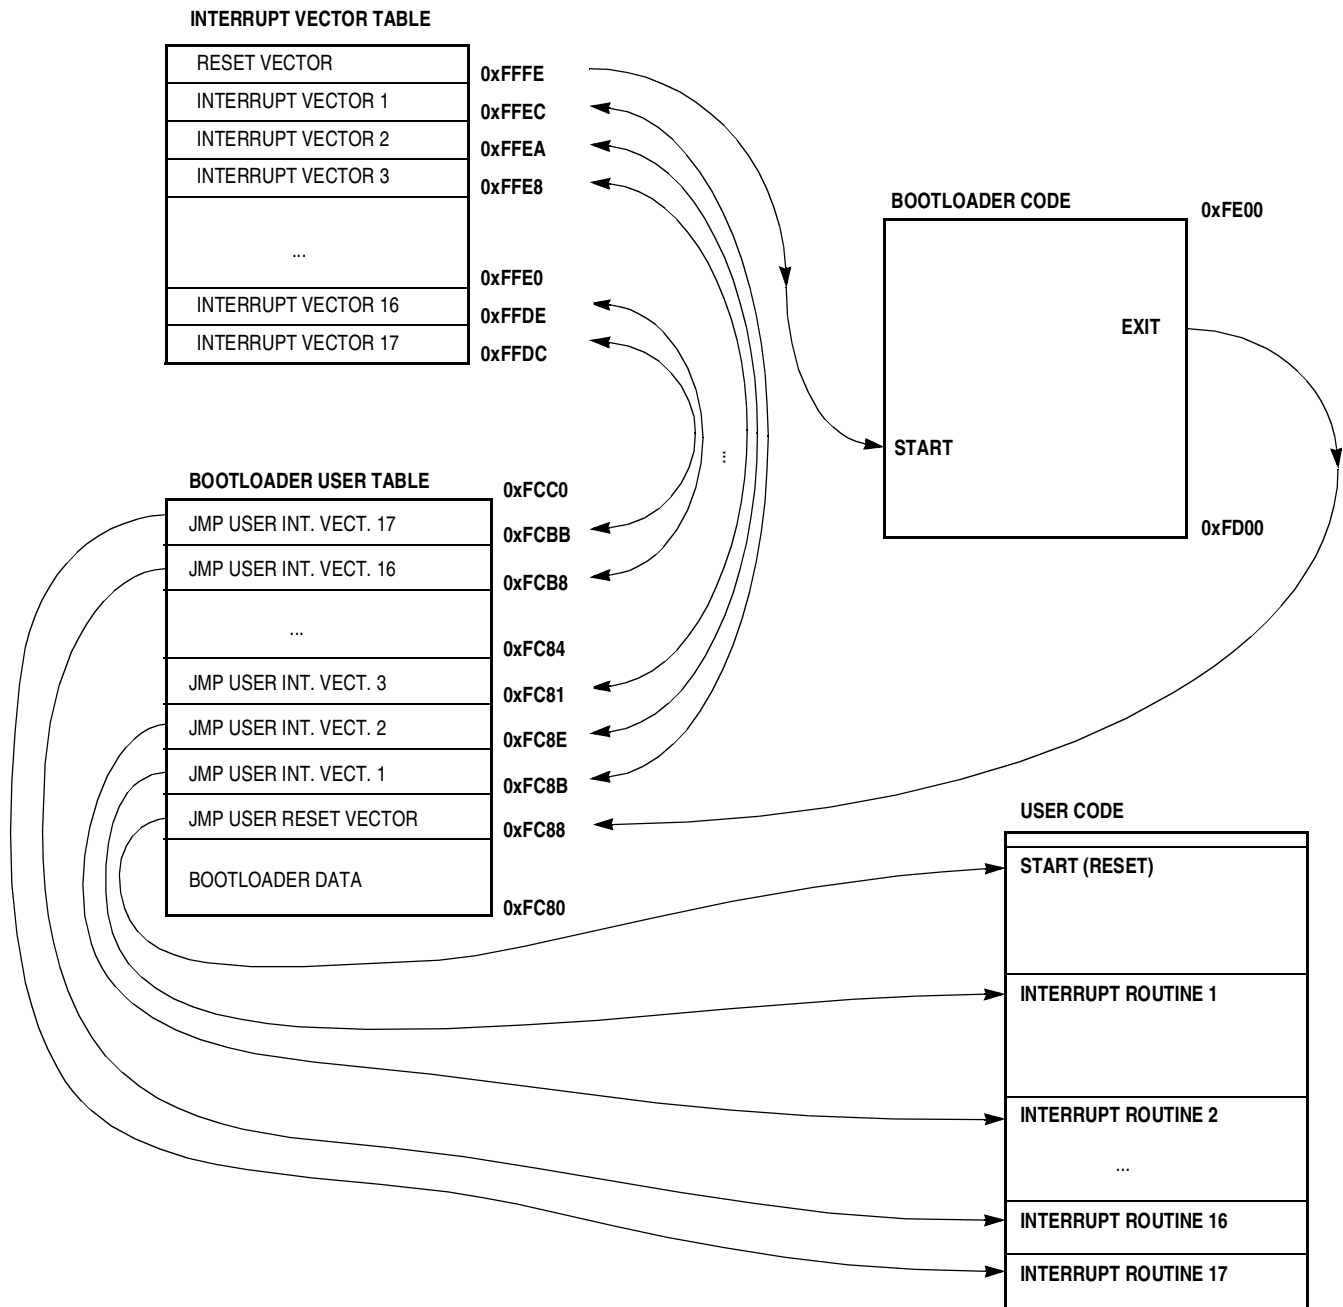 INTERRUPT VECTOR TABLE
RESET VECTOR
0xFFFE
INTERRUPT VECTOR 1
0xFFEC
INTERRUPT VECTOR 2
0xFFEA
INTERRUPT VECTOR 3
0xFFE8
...
0xFFE0
INTERRUPT VECTOR 16
0xFFDE
INTERRUPT VECTOR 17
0xFFDC
BOOTLOADER CODE
0xFE00
EXIT
START
0xFD00
...
BOOTLOADER USER TABLE
0xFCC0
JMP USER INT. VECT. 17
0xFCBB
JMP USER INT. VECT. 16
0xFCB8
...
0xFC84
JMP USER INT. VECT. 3
0xFC81
JMP USER INT. VECT. 2
0xFC8E
JMP USER INT. VECT. 1
0xFC8B
JMP USER RESET VECTOR
0xFC88
BOOTLOADER DATA
0xFC80
USER CODE
START (RESET)
INTERRUPT ROUTINE 1
INTERRUPT ROUTINE 2
...
INTERRUPT ROUTINE 16
INTERRUPT ROUTINE 17